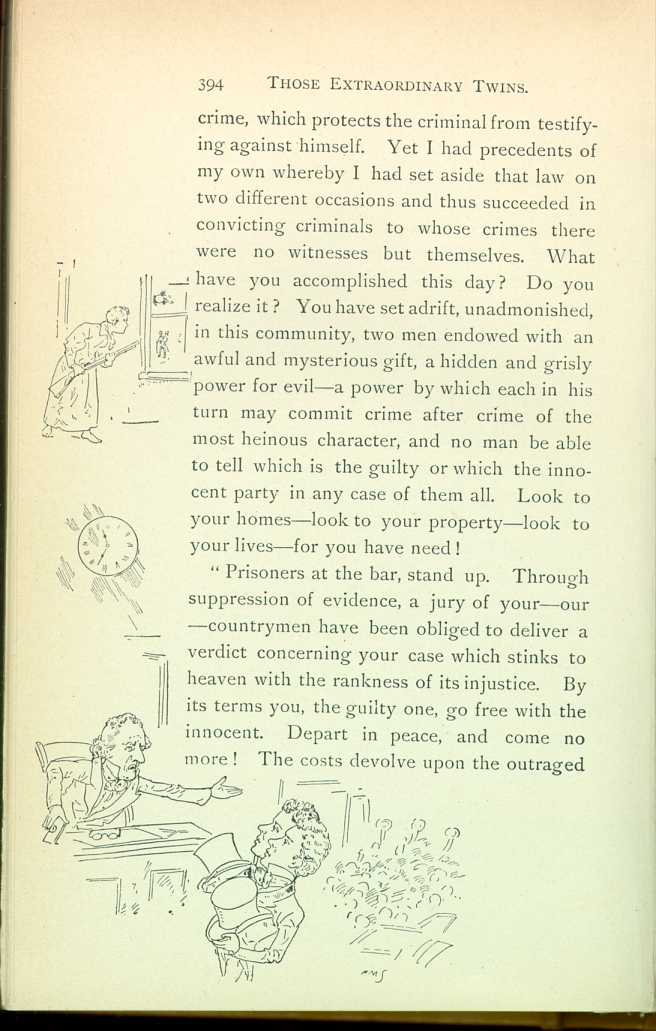 394 THOSE EXTRAORDINARY TWINS.
crime, which protects the criminal from testify-
ing against himself. Yet I had precedents of
my own whereby I had set aside that law on
two different occasions and thus succeeded in
convicting criminals to whose crimes there
were no witnesses but themselves. What
have you accomplished this day? Do you
realize it? You have set adrift, unadmonished,
in this community, two men endowed with an
awful and mysterious gift, a hidden and grisly
power for evil—a power by which each in his
turn may commit crime after crime of the
most heinous character, and no man be able
to tell which is the guilty or which the inno-
cent party in any case of them all. Look to
your homes—look to your property—look to
your lives—for you have need!
“Prisoners at the bar, stand up. Through
suppression of evidence, a jury of your—our
—countrymen have been obliged to deliver a
verdict concerning your case which stinks to
heaven with the rankness of its injustice. By
its terms you, the guilty one, go free with the
innocent. Depart in peace, and come no
more! The costs devolve upon the outraged